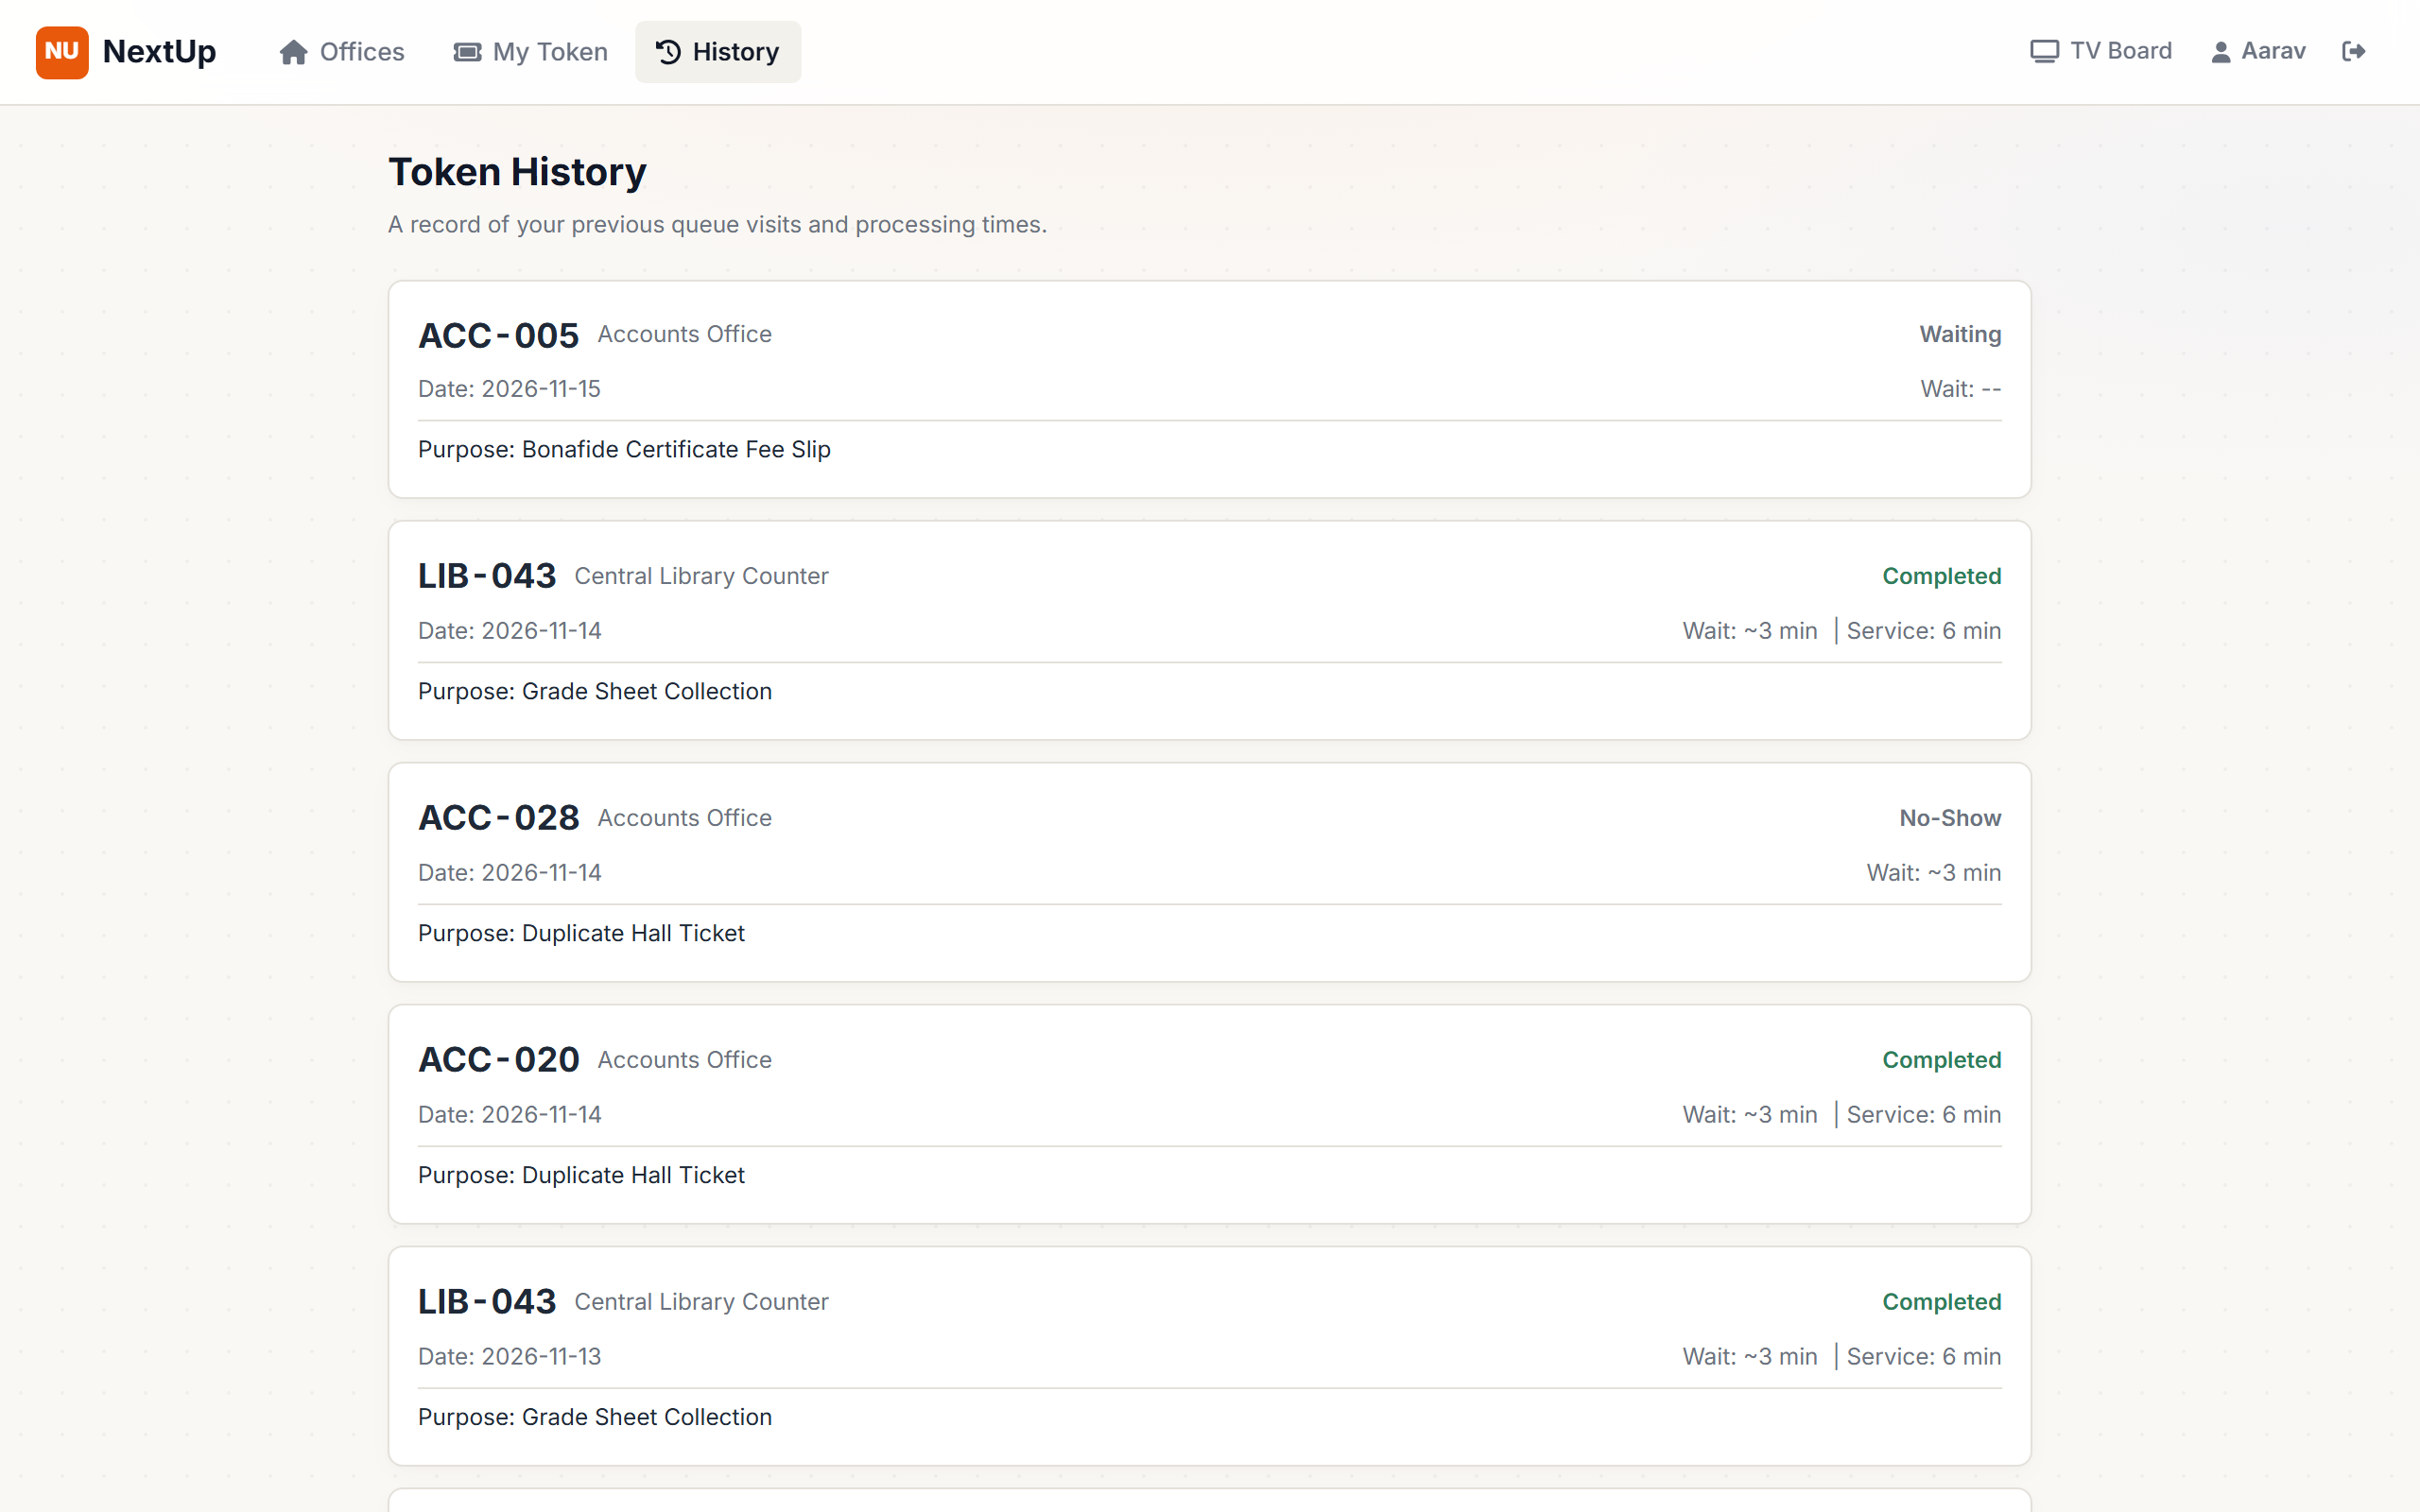 NU NextUp Offices My Token History TV Board Aarav
Token History
A record of your previous queue visits and processing times.
ACC-005 Accounts Office Waiting
Date: 2026-11-15 Wait: --
Purpose: Bonafide Certificate Fee Slip
LIB-043 Central Library Counter Completed
Date: 2026-11-14 Wait: ~3 min | Service: 6 min
Purpose: Grade Sheet Collection
ACC-028 Accounts Office No-Show
Date: 2026-11-14 Wait: ~3 min
Purpose: Duplicate Hall Ticket
ACC-020 Accounts Office Completed
Date: 2026-11-14 Wait: ~3 min | Service: 6 min
Purpose: Duplicate Hall Ticket
LIB-043 Central Library Counter Completed
Date: 2026-11-13 Wait: ~3 min | Service: 6 min
Purpose: Grade Sheet Collection